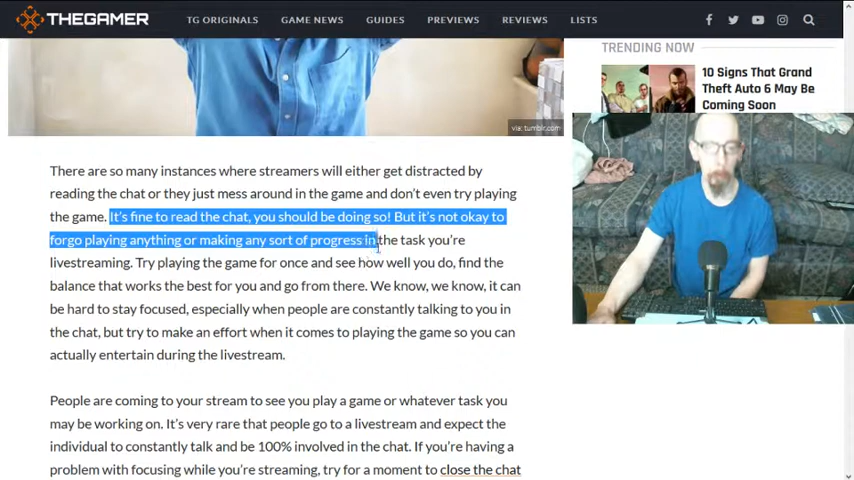 THEGAMER
TG ORIGINALS GAME NEWS GUIDES PREVIEWS REVIEWS LISTS
via: tumblr.com
TRENDING NOW
10 Signs That Grand
Theft Auto 6 May Be
Coming Soon
There are so many instances where streamers will either get distracted by
reading the chat or they just mess around in the game and don't even try playing
the game. It's fine to read the chat, you should be doing so! But it's not okay to
forgo playing anything or making any sort of progress in the task you're
livestreaming. Try playing the game for once and see how well you do, find the
balance that works the best for you and go from there. We know, we know, it can
be hard to stay focused, especially when people are constantly talking to you in
the chat, but try to make an effort when it comes to playing the game so you can
actually entertain during the livestream.
People are coming to your stream to see you play a game or whatever task you
may be working on. It's very rare that people go to a livestream and expect the
individual to constantly talk and be 100% involved in the chat. If you're having a
problem with focusing while you're streaming, try for a moment to close the chat